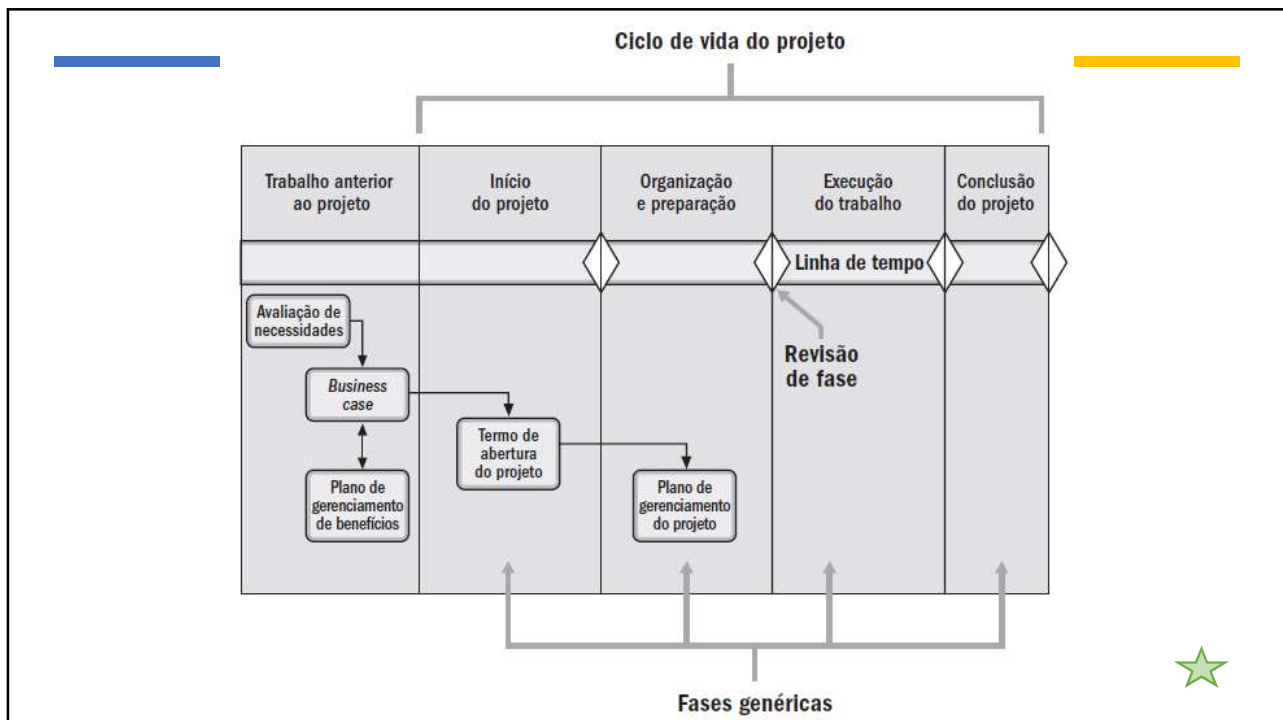 Ciclo de vida do projeto
Trabalho anterior
ao projeto
Início
do projeto
Organização
e preparação
Execução
do trabalho
Conclusão
do projeto
Linha de tempo
Avaliação de
necessidades
Business
case
Plano de
gerenciamento
de benefícios
Termo de
abertura
do projeto
Plano de
gerenciamento
do projeto
Revisão
de fase
Fases genéricas